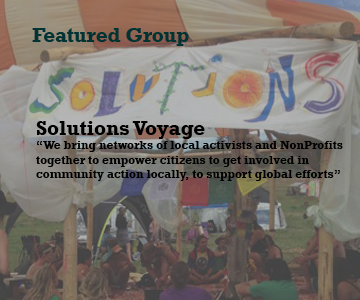 Featured Group
SOLUTIONS
Solutions Voyage
“We bring networks of local activists and NonProfits
together to empower citizens to get involved in
community action locally, to support global efforts”